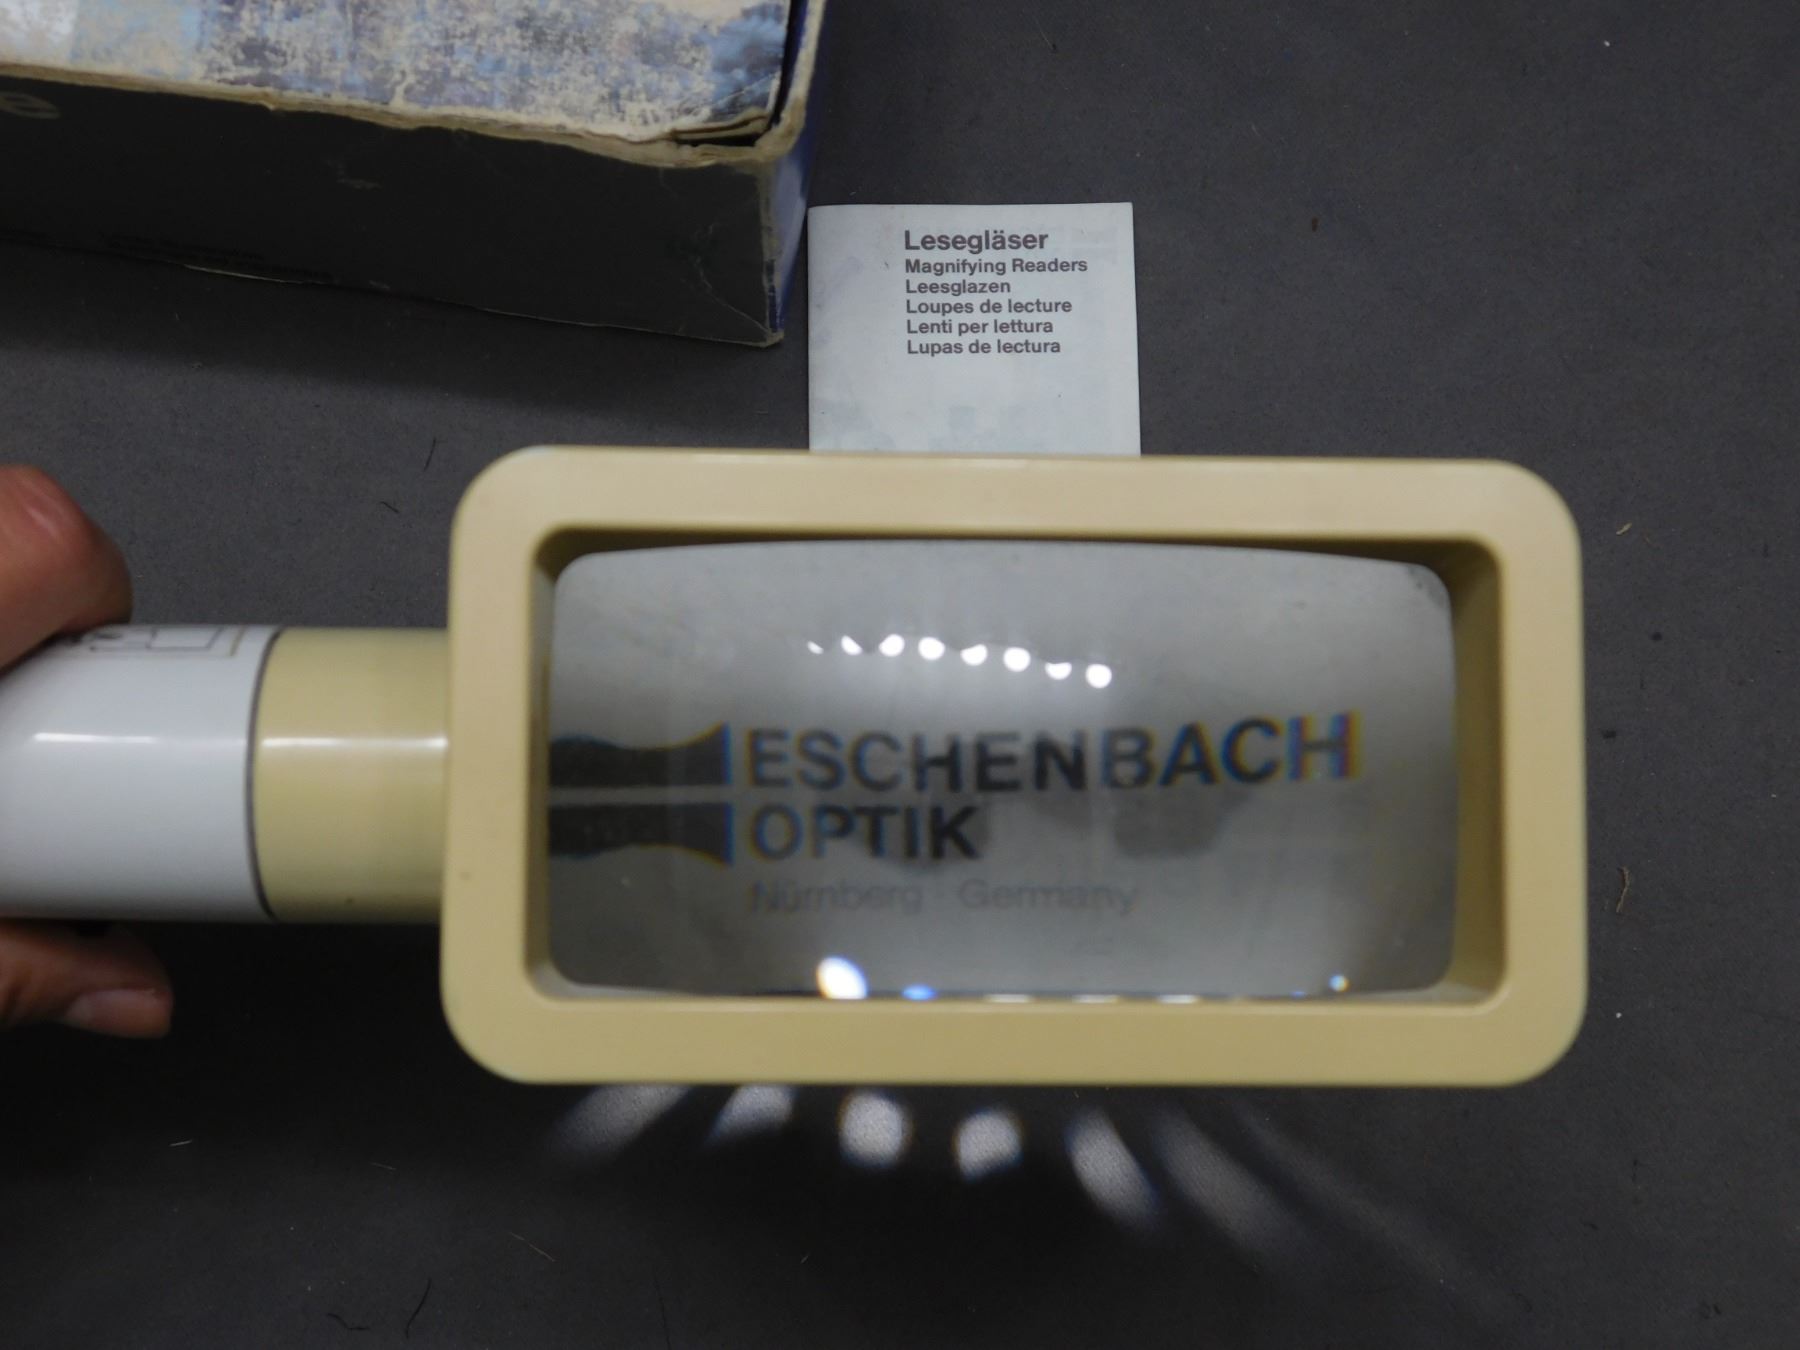 Lesegläser
Magnifying Readers
Leesglazen
Loupes de lecture
Lenti per lettura
Lupas de lectura
ESCHENBACH
OPTIK
Nürnberg · Germany